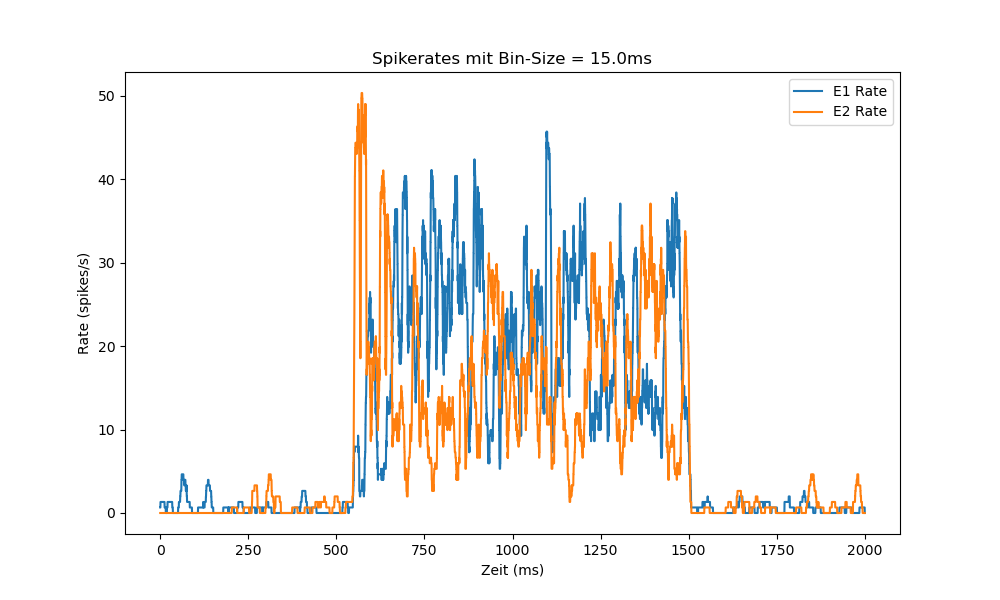 Spikerates mit Bin-Size = 15.0ms
E1 Rate
E2 Rate
50
40
30
20
10
0
Rate (spikes/s)
0 250 500 750 1000 1250 1500 1750 2000
Zeit (ms)